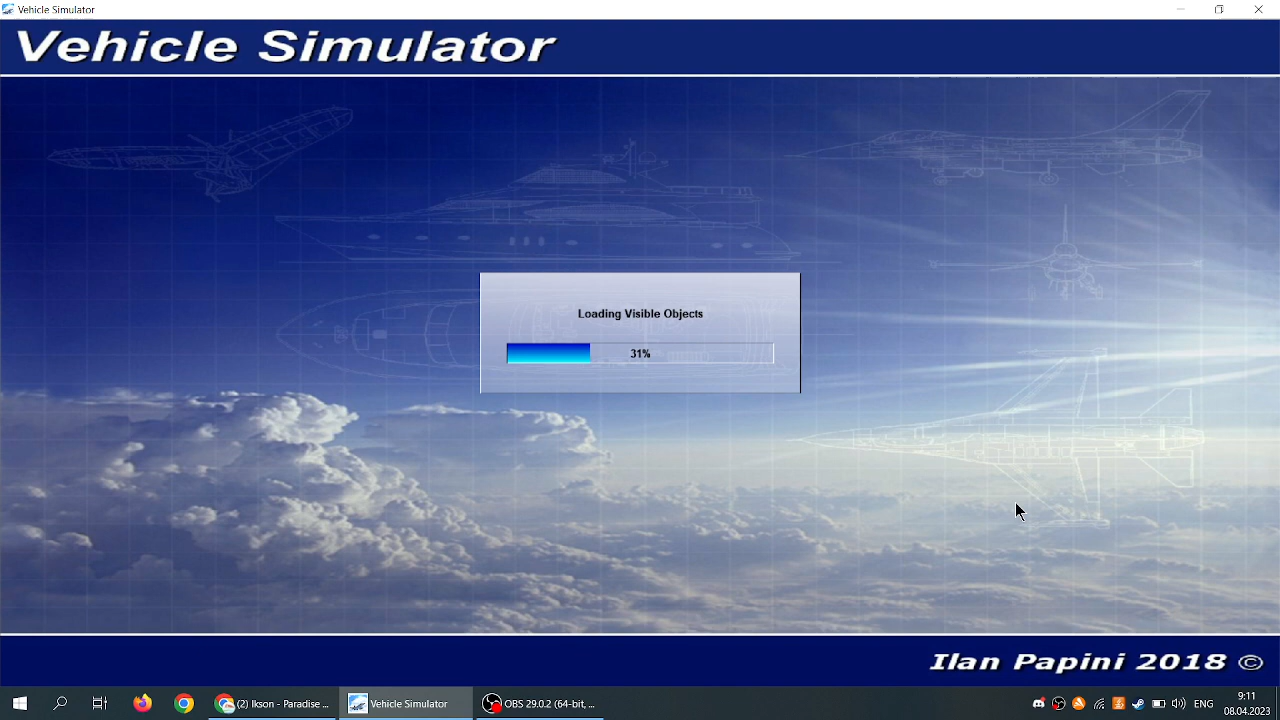 Vehicle Simulator
Vehicle Simulator
Loading Visible Objects
31%
Ilan Papini 2018 ©
(2) Ikson - Paradise ...
Vehicle Simulator
OBS 29.0.2 (64-bit, ...
ENG
9:11
08.04.2023